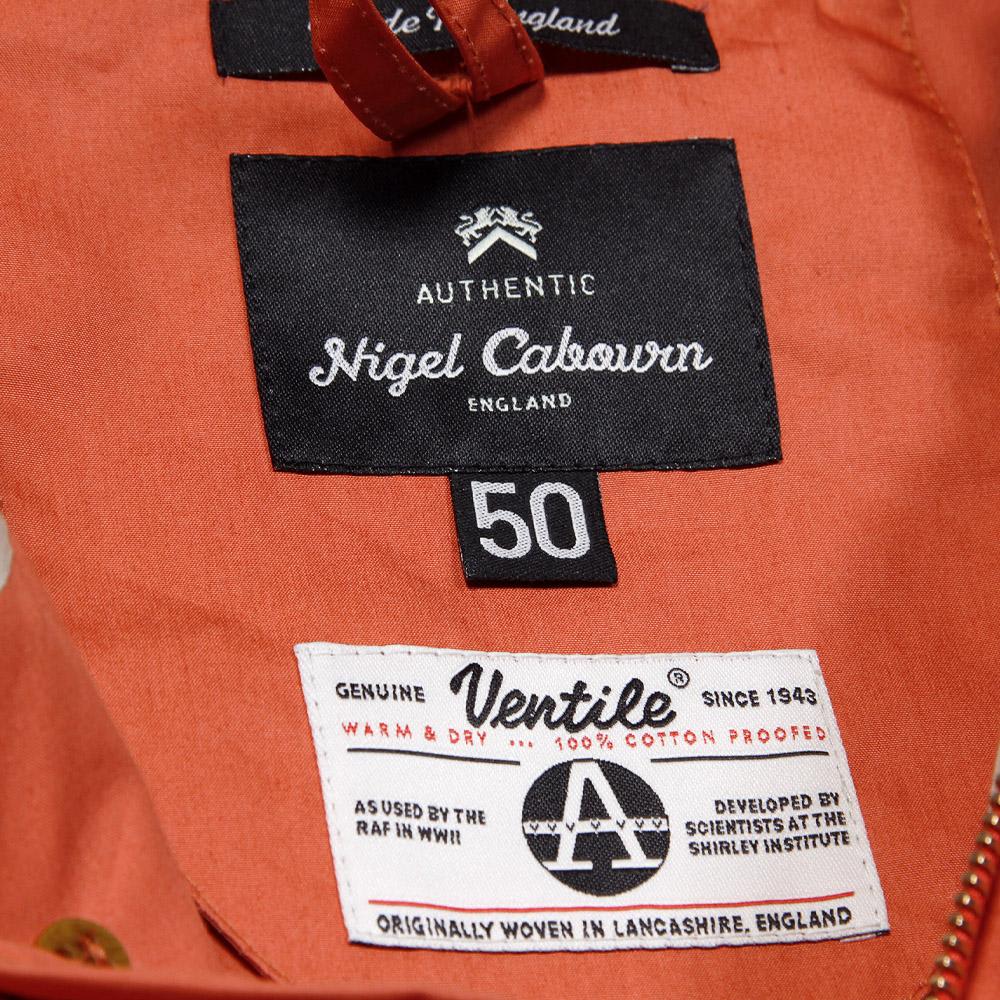 England
AUTHENTIC
Nigel Cabourn
ENGLAND
50
GENUINE Ventile® SINCE 1943
WARM & DRY ... 100% COTTON PROOFED
A
AS USED BY THE
RAF IN WWII
DEVELOPED BY
SCIENTISTS AT THE
SHIRLEY INSTITUTE
ORIGINALLY WOVEN IN LANCASHIRE, ENGLAND